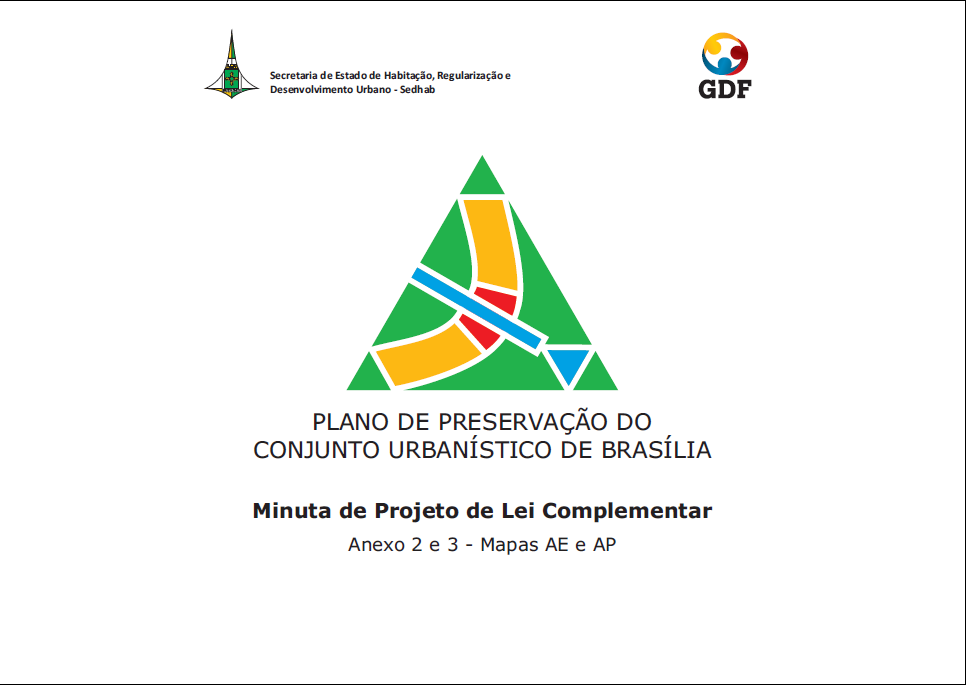 Secretaria de Estado de Habitação, Regularização e
Desenvolvimento Urbano - Sedhab
GDF
PLANO DE PRESERVAÇÃO DO
CONJUNTO URBANÍSTICO DE BRASÍLIA
Minuta de Projeto de Lei Complementar
Anexo 2 e 3 - Mapas AE e AP